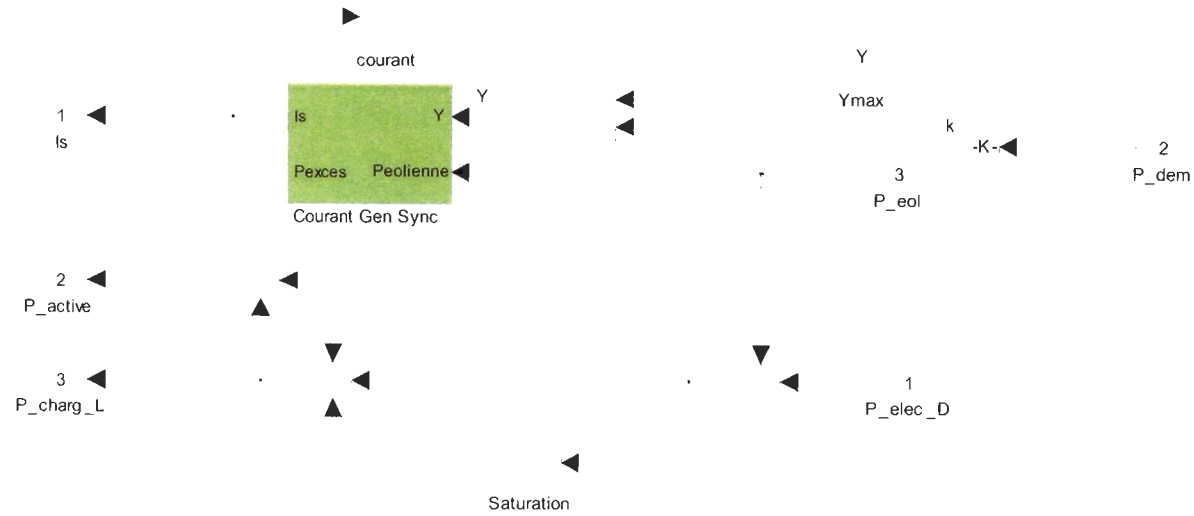 courant
Y
Ymax
k
-K-
2
P_dem
3
P_eol
Y
Is
Y
Pexces
Peolienne
Courant Gen Sync
1
Is
2
P_active
3
P_charg_L
1
P_elec_D
Saturation